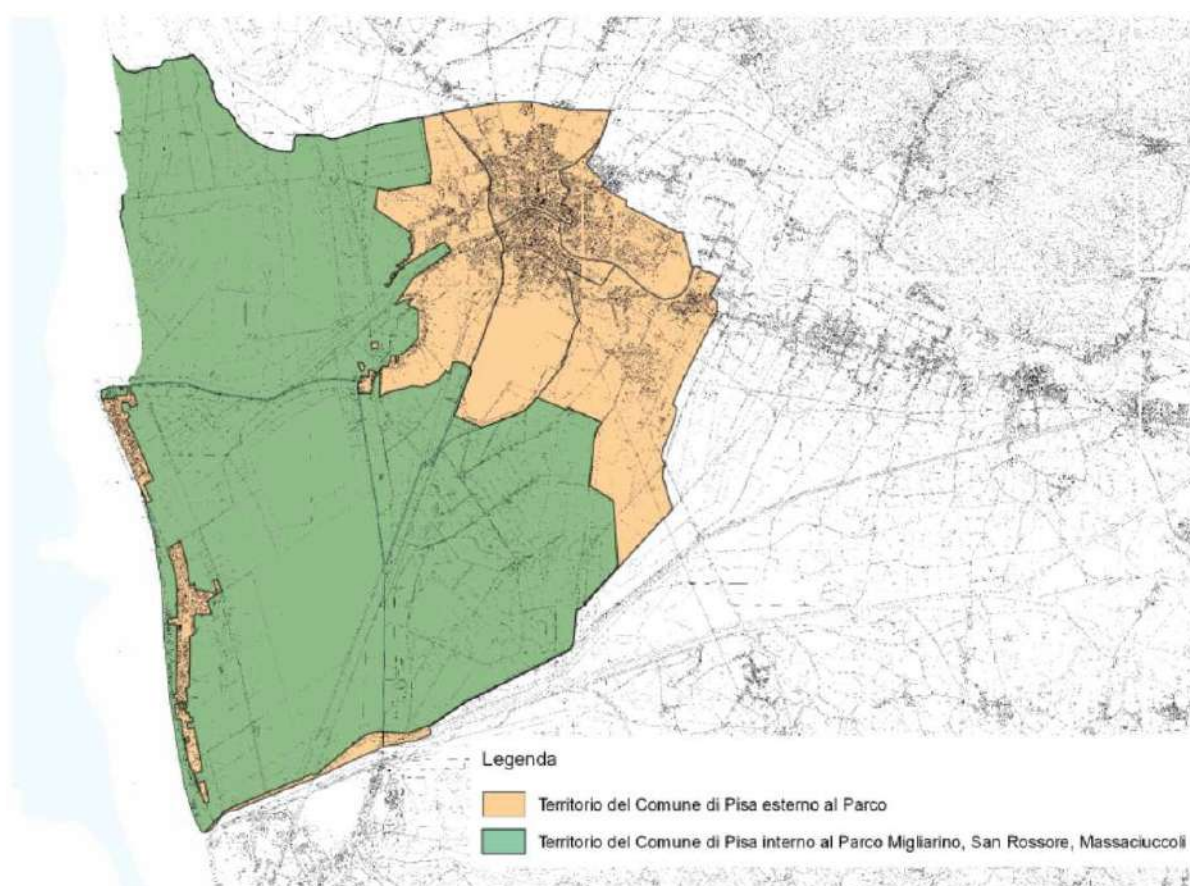 Legenda
Territorio del Comune di Pisa esterno al Parco
Territorio del Comune di Pisa interno al Parco Migliarino, San Rossore, Massaciuccoli